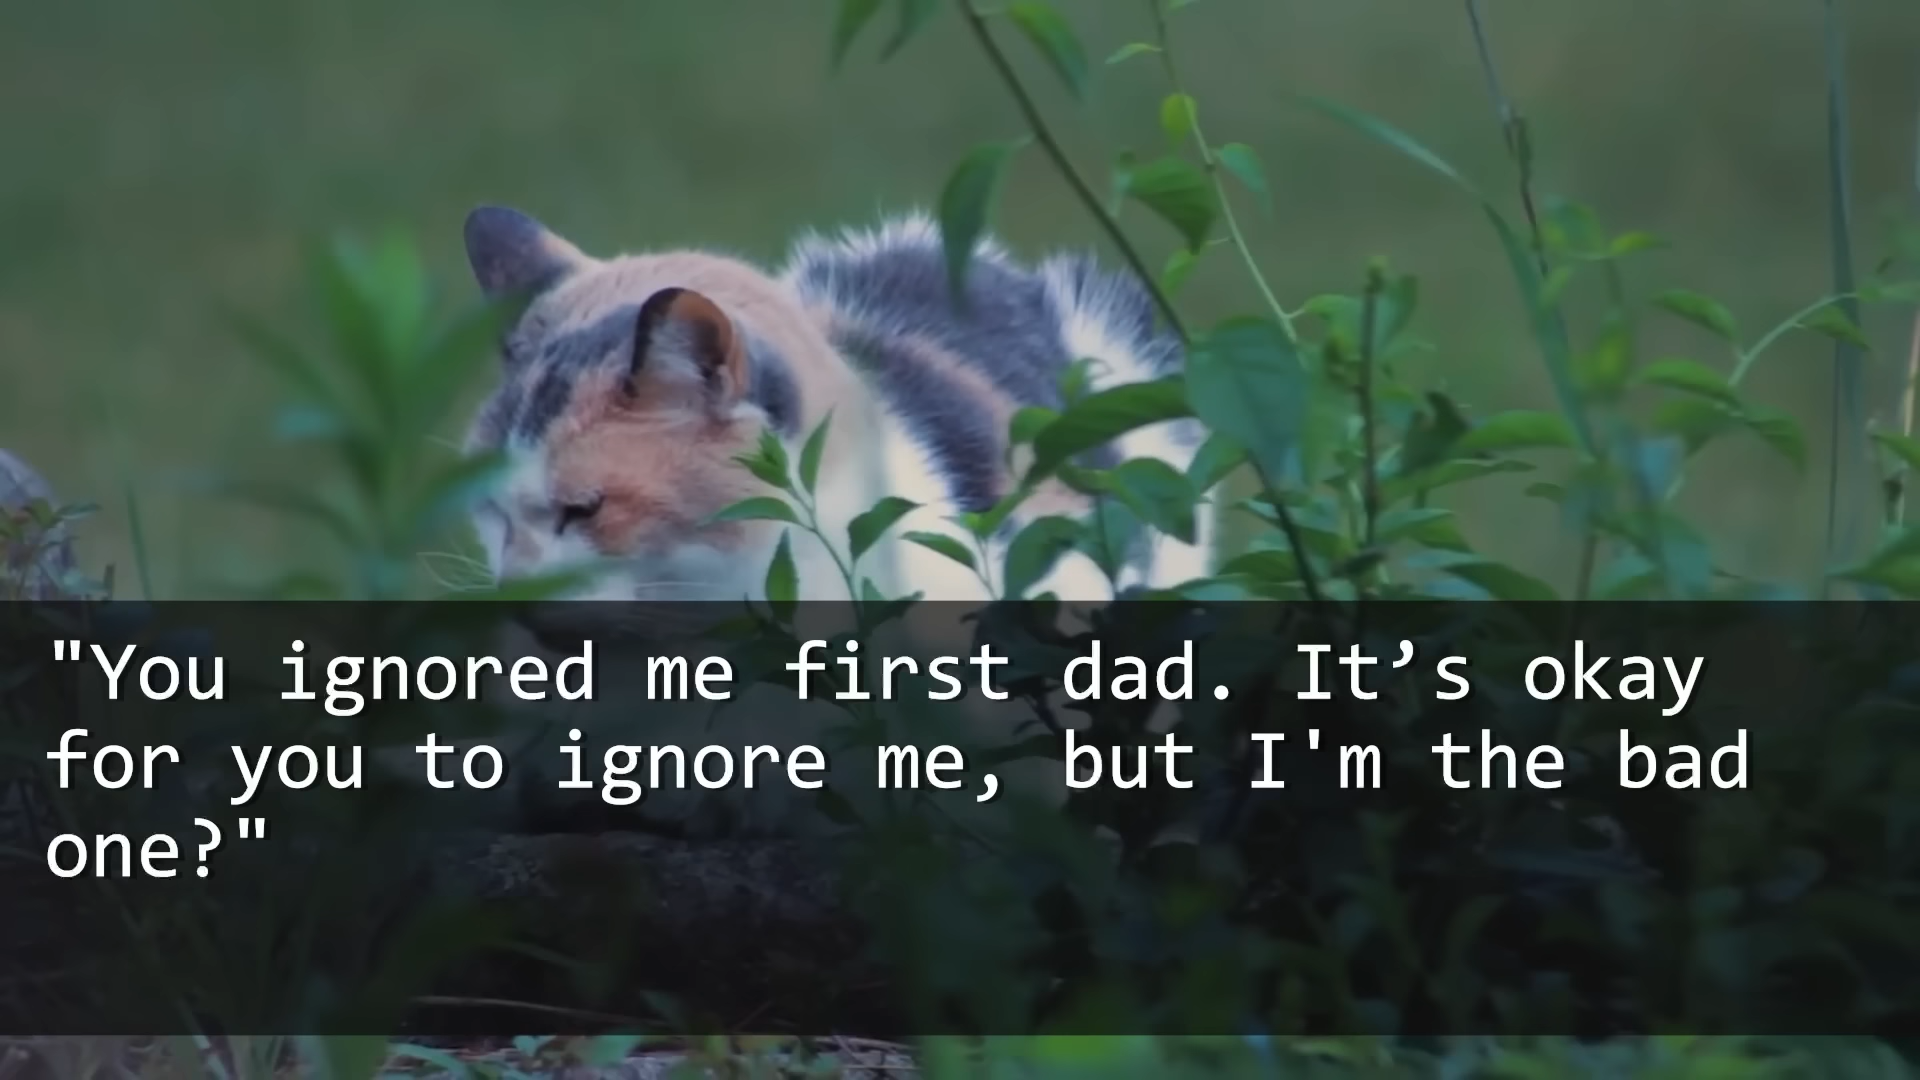 "You ignored me first dad. It’s okay
for you to ignore me, but I'm the bad
one?"